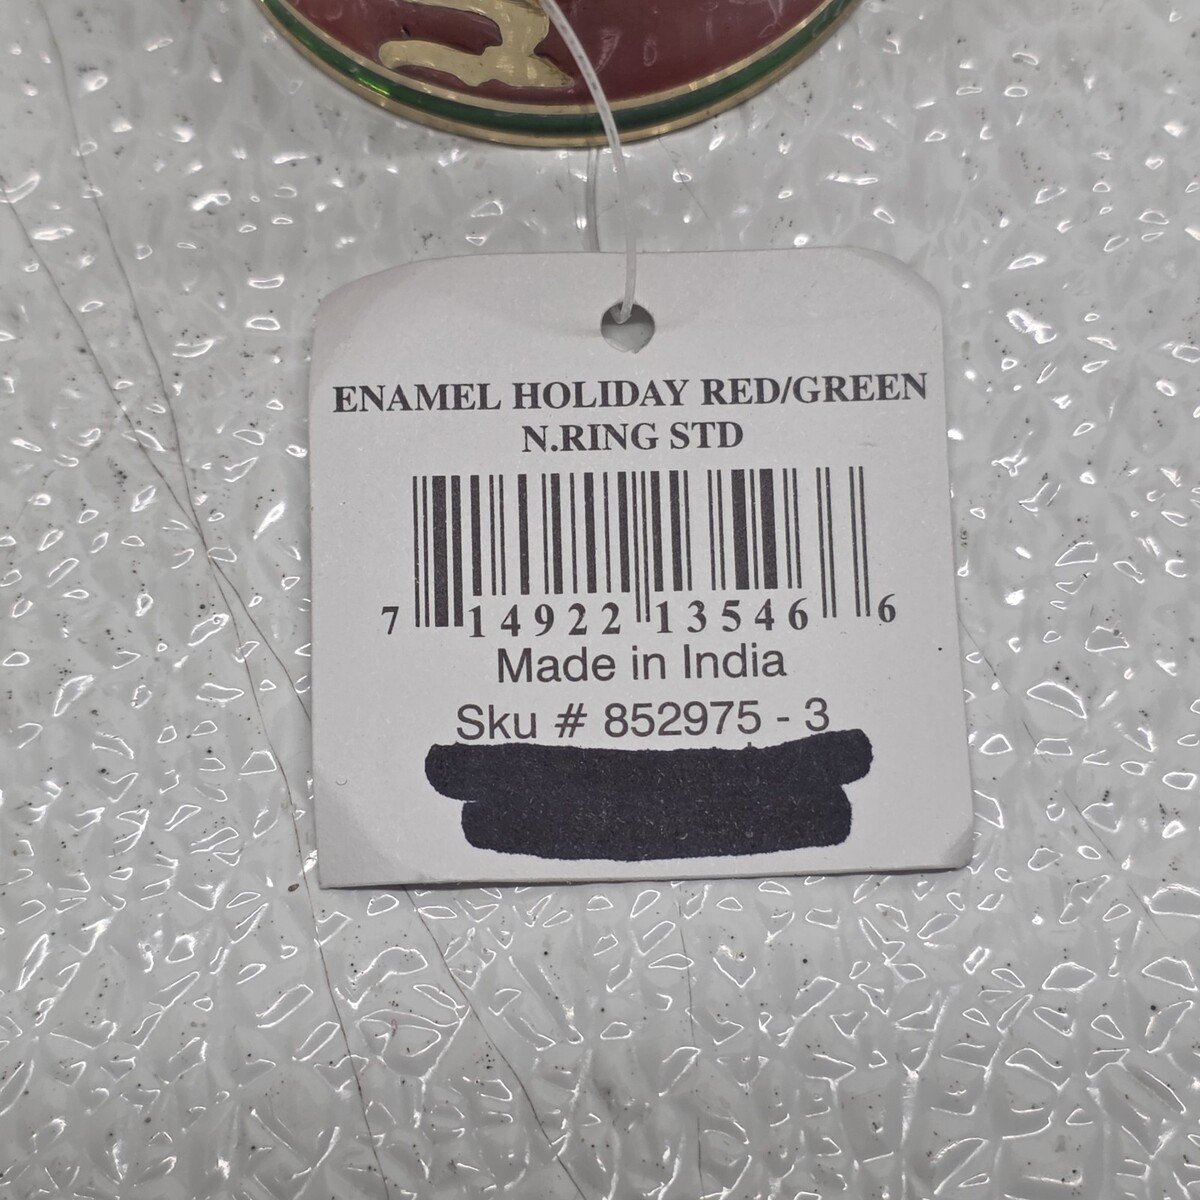 ENAMEL HOLIDAY RED/GREEN
N.RING STD
7 14922 13546 6
Made in India
Sku # 852975 - 3